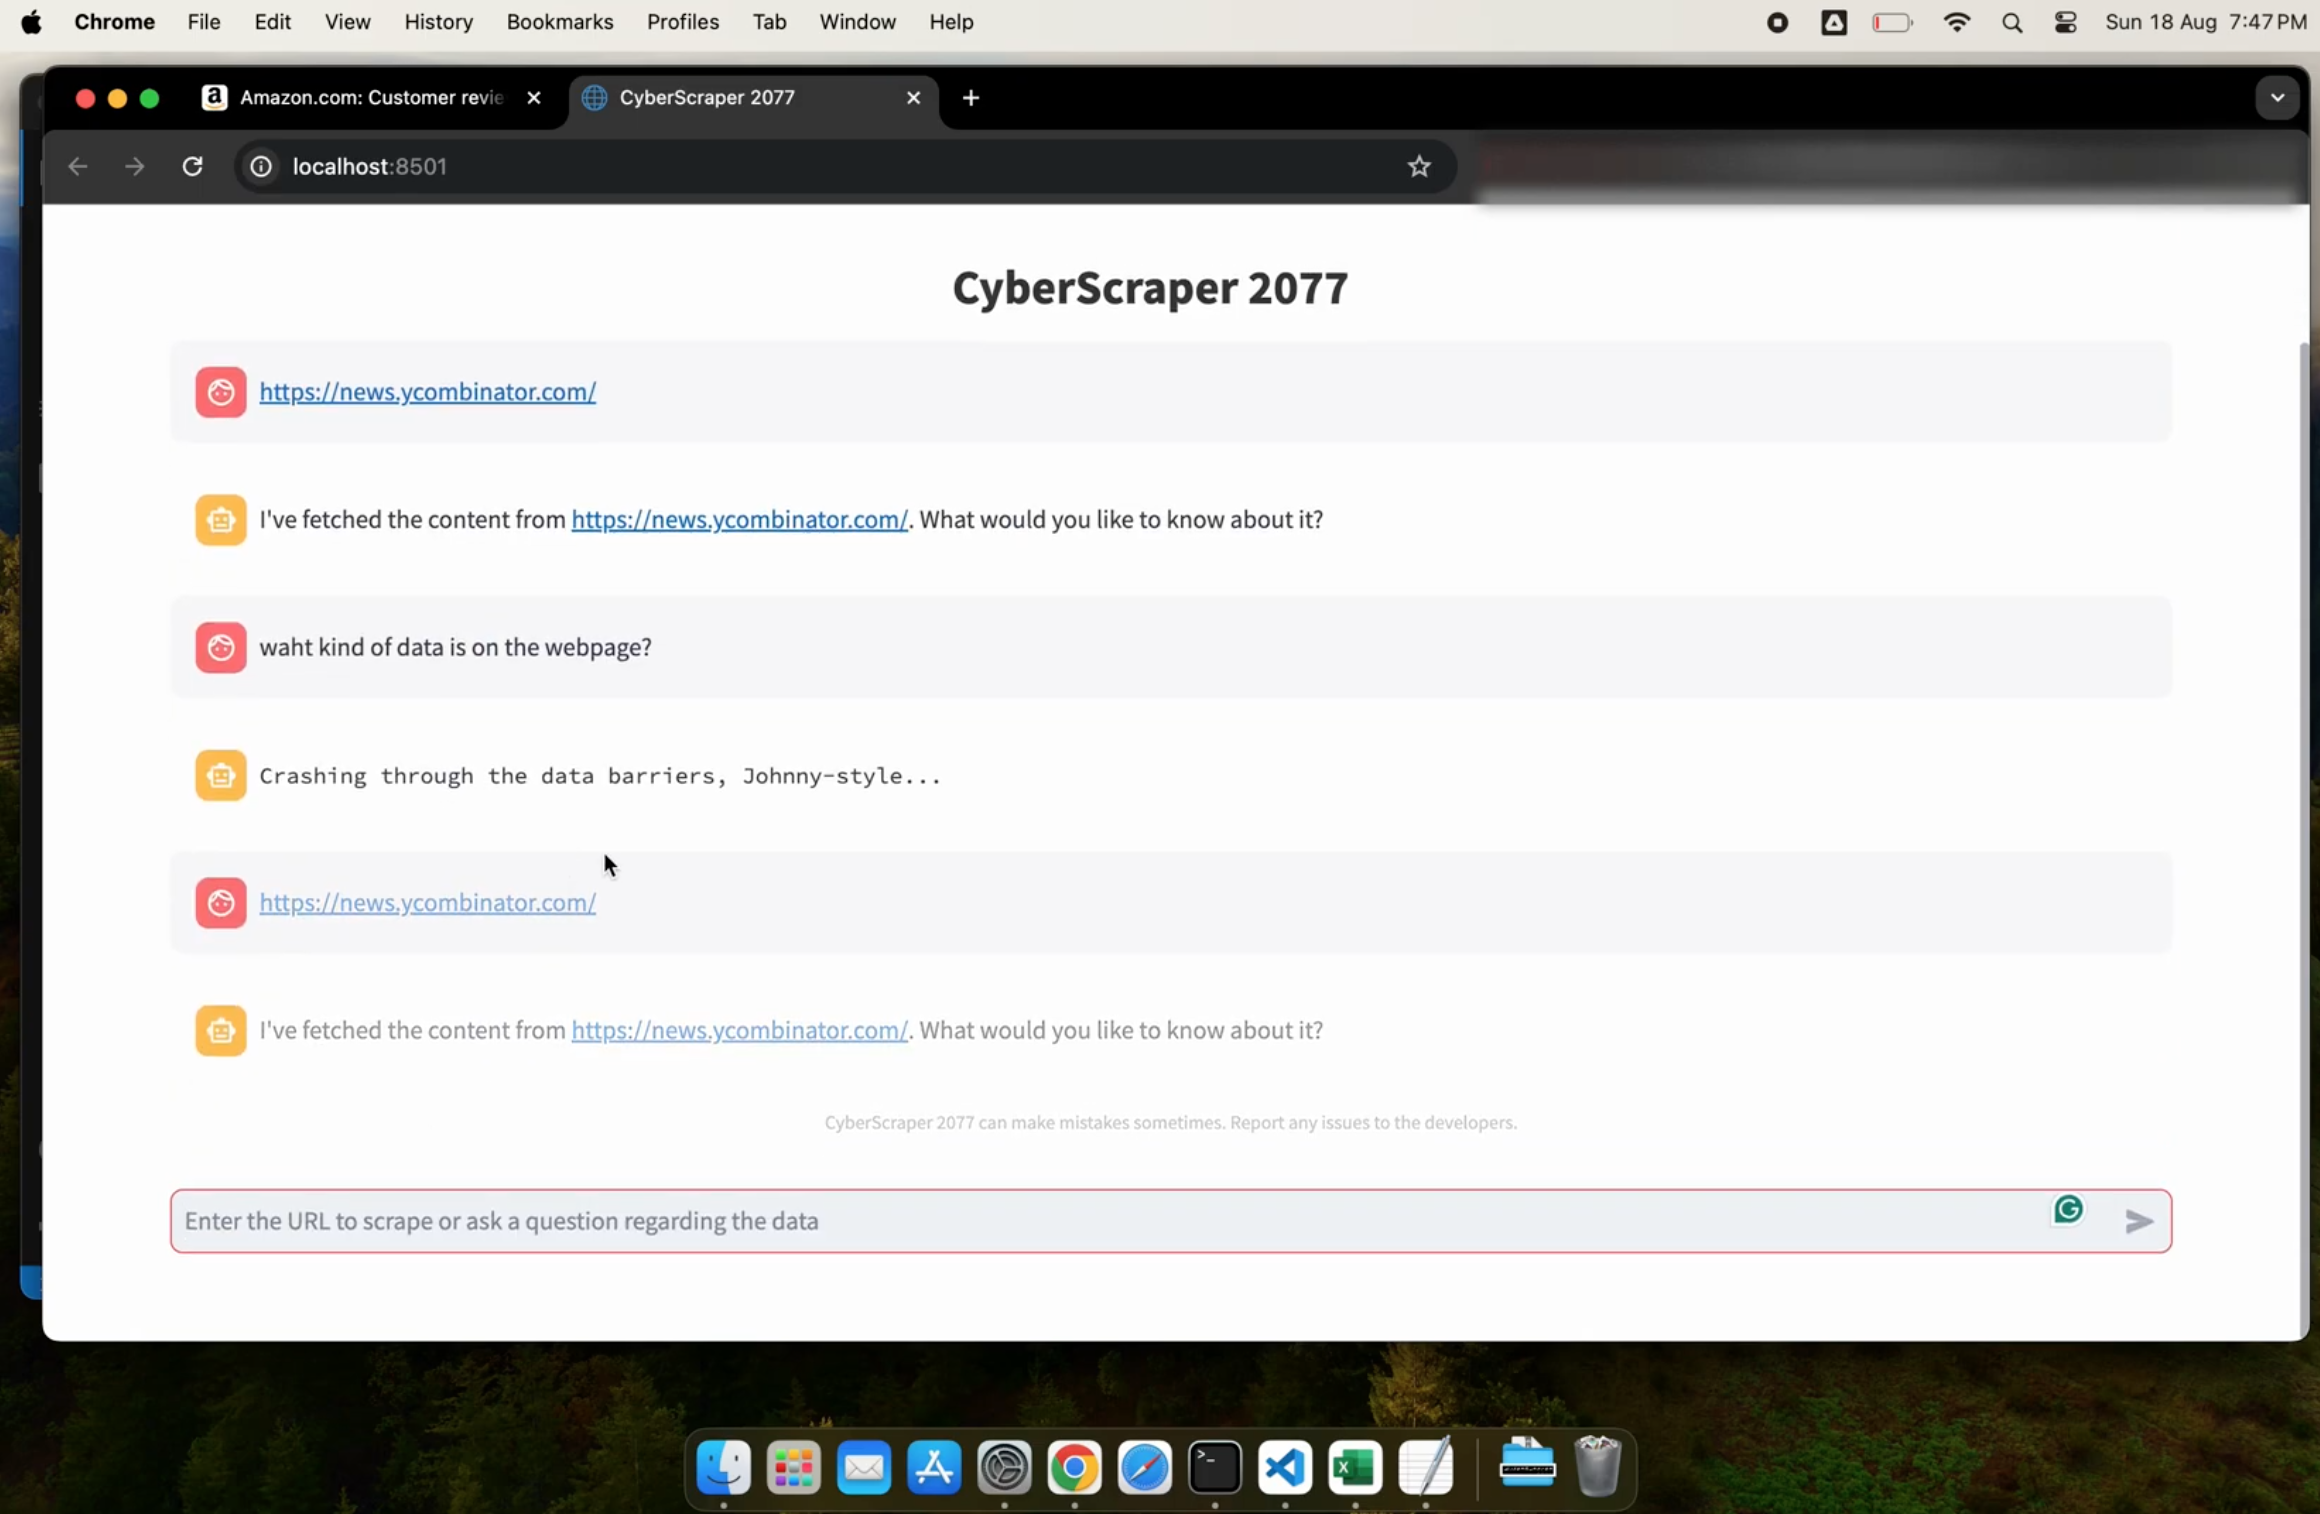 Chrome File Edit View History Bookmarks Profiles Tab Window Help Sun 18 Aug 7:47 PM
Amazon.com: Customer revie CyberScraper 2077
localhost:8501
CyberScraper 2077
https://news.ycombinator.com/
I've fetched the content from https://news.ycombinator.com/. What would you like to know about it?
waht kind of data is on the webpage?
Crashing through the data barriers, Johnny-style...
https://news.ycombinator.com/
I've fetched the content from https://news.ycombinator.com/. What would you like to know about it?
CyberScraper 2077 can make mistakes sometimes. Report any issues to the developers.
Enter the URL to scrape or ask a question regarding the data